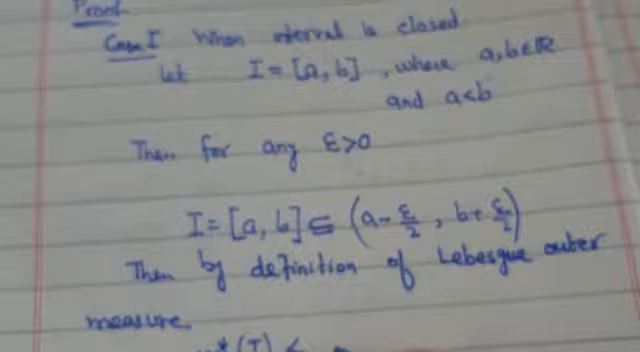 Proof
Case I When interval is closed.
Let I = [a, b] , where a, b ∈ ℝ
and a < b
Then for any ε > 0
I = [a, b] ⊆ (a - ε/2 , b + ε/2)
Then by definition of Lebesgue outer
measure.
*(I) ≤